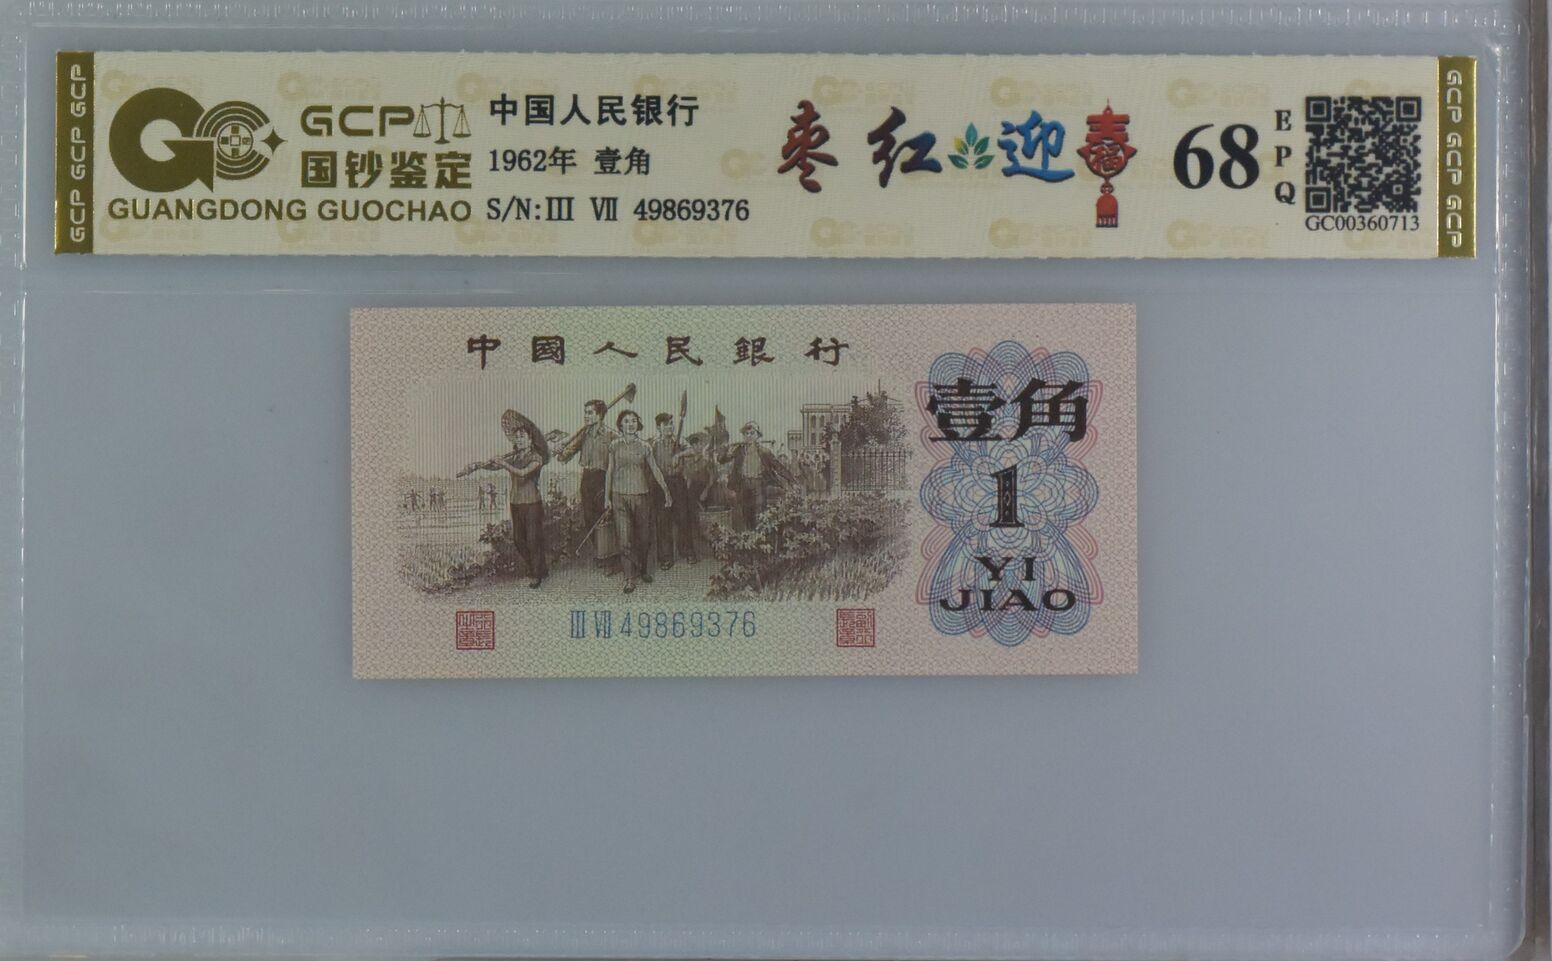 GCP GCP GCP
GCP
国钞鉴定
GUANGDONG GUOCHAO
中国人民银行
1962年 壹角
S/N:III VII 49869376
枣红迎春
福
68
EPQ
GC00360713
GCP GCP GCP
中國人民銀行
壹角
1
YI
JIAO
III VII 49869376